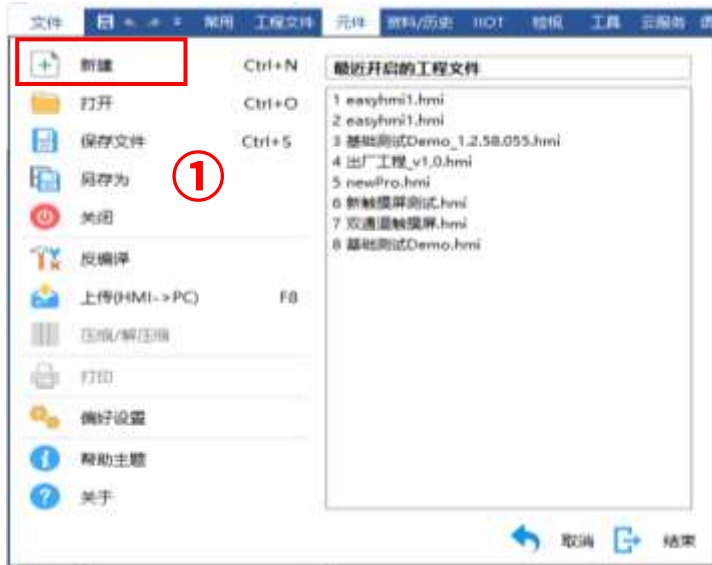 文件 常用 工程文件 元件 资料/历史 IIOT 检视 工具 云服务
新建 Ctrl+N
打开 Ctrl+O
保存文件 Ctrl+S
另存为
关闭
反编译
上传(HMI->PC) F8
压缩/解压缩
打印
偏好设置
帮助主题
关于
①
最近开启的工程文件
1 easyhmi1.hmi
2 easyhmi1.hmi
3 基础测试Demo_1.2.58.055.hmi
4 出厂工程_v1.0.hmi
5 newPro.hmi
6 新触摸屏测试.hmi
7 双通道触摸屏.hmi
8 基础测试Demo.hmi
取消 结束